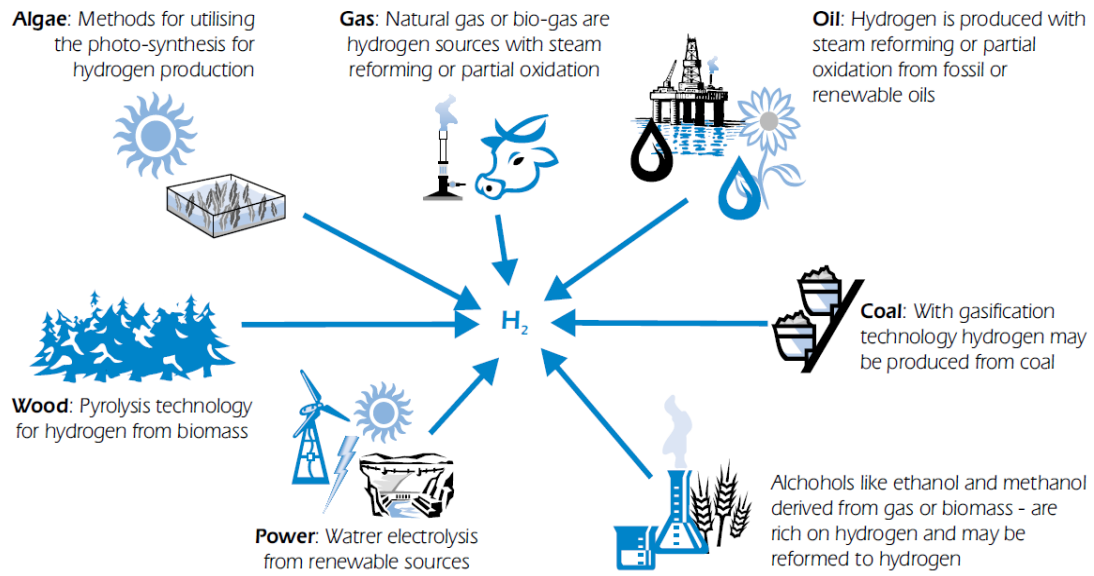 Algae: Methods for utilising
the photo-synthesis for
hydrogen production
Gas: Natural gas or bio-gas are
hydrogen sources with steam
reforming or partial oxidation
Oil: Hydrogen is produced with
steam reforming or partial
oxidation from fossil or
renewable oils
H2
Coal: With gasification
technology hydrogen may
be produced from coal
Wood: Pyrolysis technology
for hydrogen from biomass
Power: Watrer electrolysis
from renewable sources
Alchohols like ethanol and methanol
derived from gas or biomass - are
rich on hydrogen and may be
reformed to hydrogen